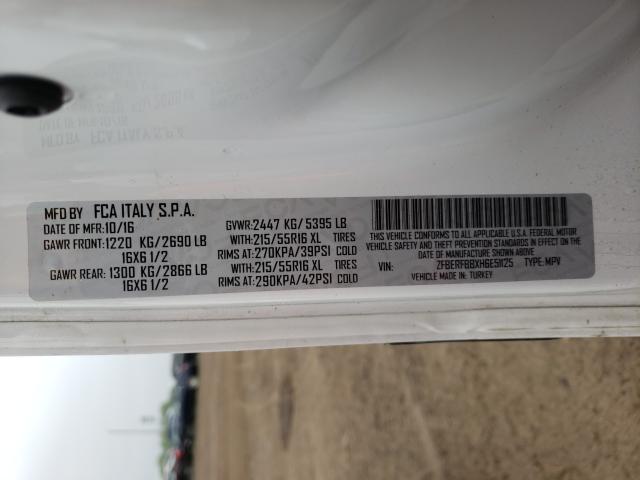 MFD BY FCA ITALY S.P.A.
DATE OF MFR:10/16
GAWR FRONT:1220 KG/2690 LB
16X6 1/2
GAWR REAR: 1300 KG/2866 LB
16X6 1/2
GVWR:2447 KG/5395 LB
WITH:215/55R16 XL TIRES
RIMS AT:270KPA/39PSI COLD
WITH:215/55R16 XL TIRES
RIMS AT:290KPA/42PSI COLD
THIS VEHICLE CONFORMS TO ALL APPLICABLE U.S.A. FEDERAL MOTOR
VEHICLE SAFETY AND THEFT PREVENTION STANDARDS IN EFFECT
ON THE DATE OF MANUFACTURE SHOWN ABOVE
VIN: TYPE: MPV
VEHICLE MADE IN: TURKEY